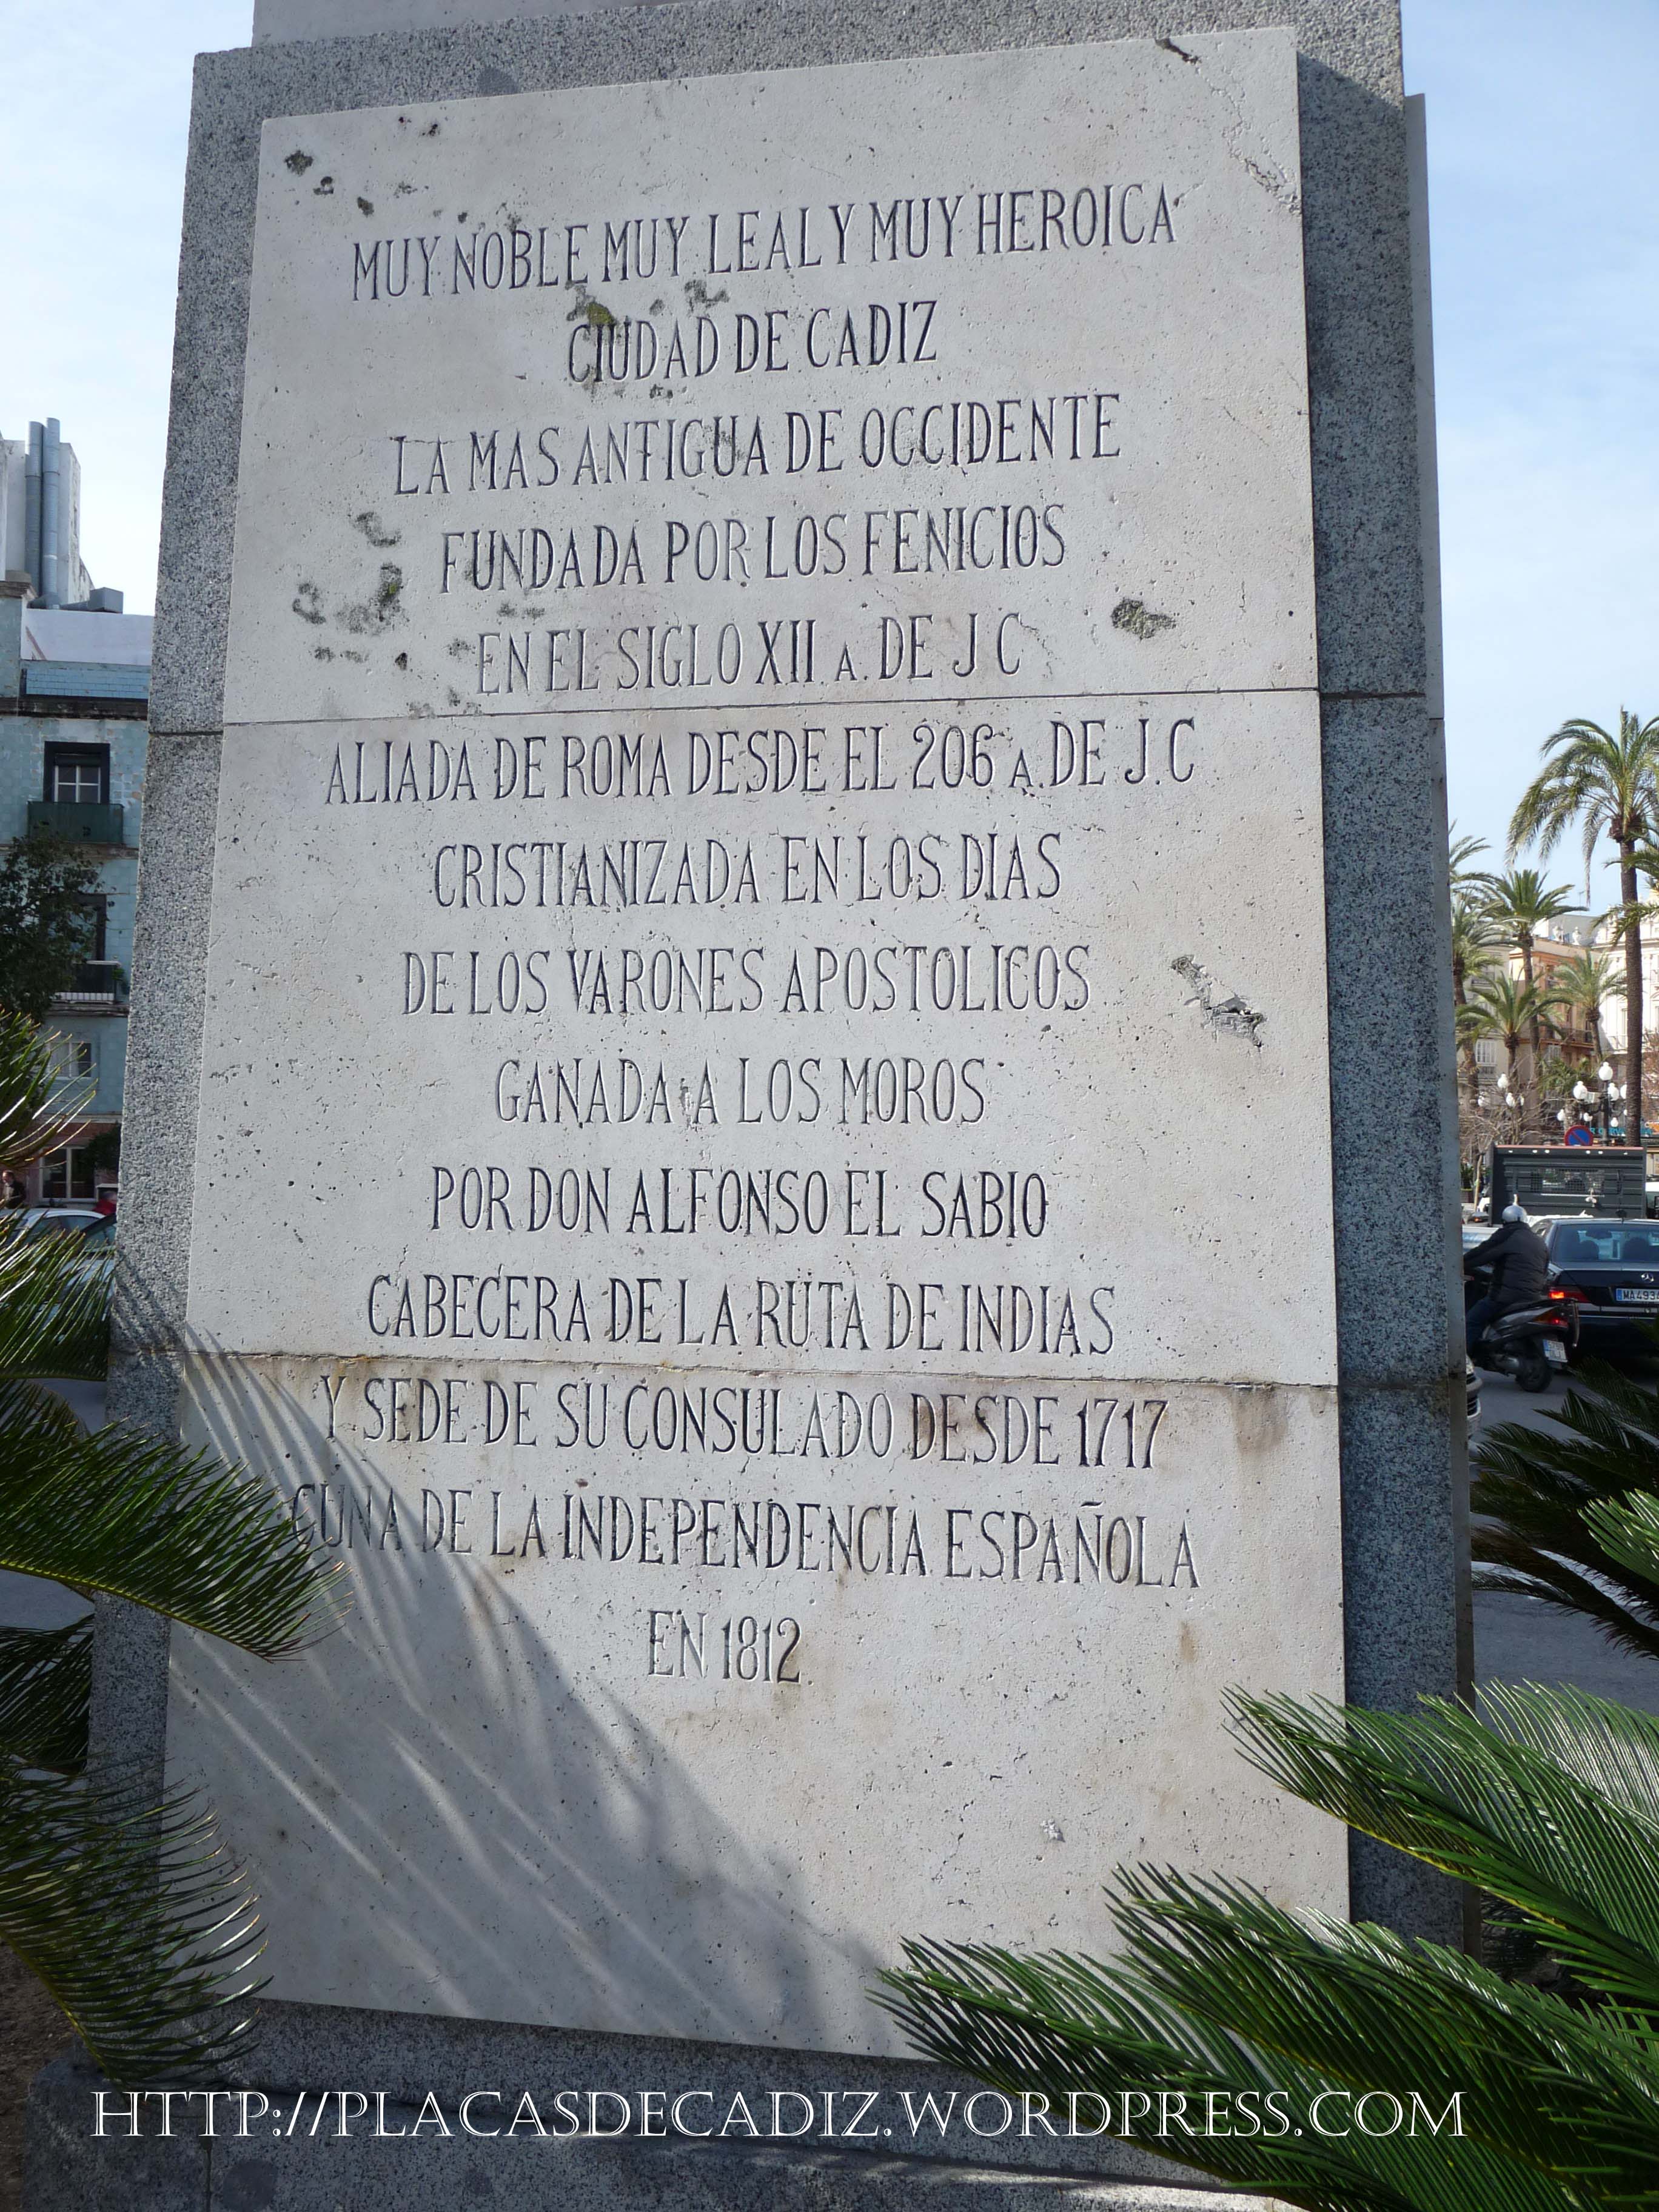 MUY NOBLE MUY LEAL Y MUY HEROICA
CIUDAD DE CADIZ
LA MAS ANTIGUA DE OCCIDENTE
FUNDADA POR LOS FENICIOS
EN EL SIGLO XII A. DE J C
ALIADA DE ROMA DESDE EL 206 A. DE J.C
CRISTIANIZADA EN LOS DIAS
DE LOS VARONES APOSTOLICOS
GANADA A LOS MOROS
POR DON ALFONSO EL SABIO
CABECERA DE LA RUTA DE INDIAS
Y SEDE DE SU CONSULADO DESDE 1717
CUNA DE LA INDEPENDENCIA ESPAÑOLA
EN 1812
HTTP://PLACASDECADIZ.WORDPRESS.COM